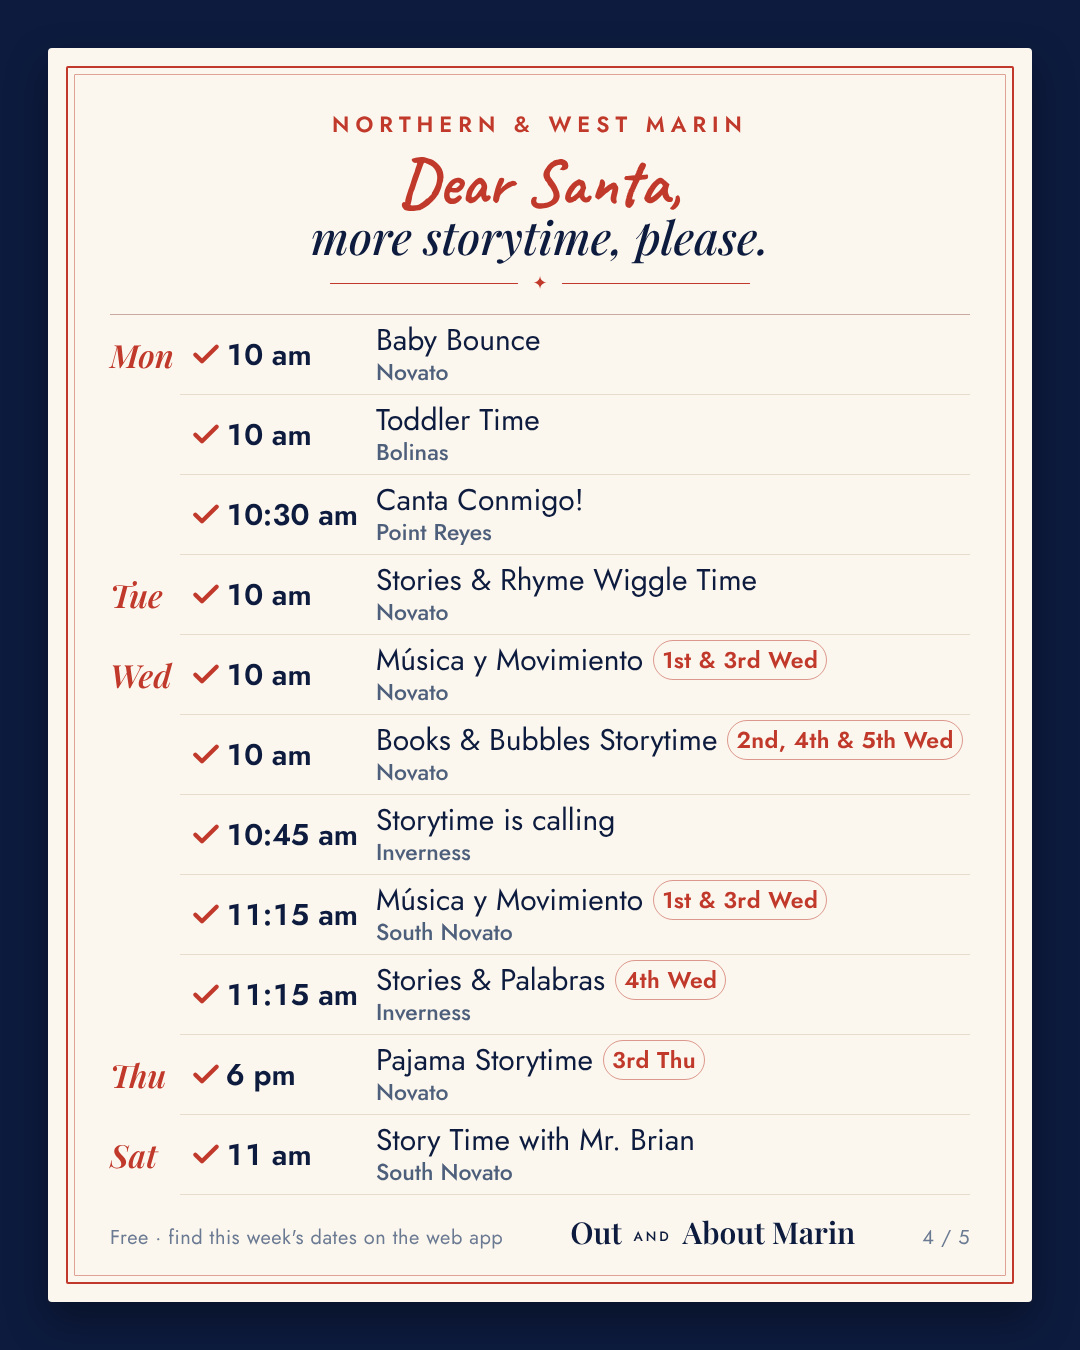 NORTHERN & WEST MARIN
Dear Santa,
more storytime, please.
Mon 10 am Baby Bounce
Novato
10 am Toddler Time
Bolinas
10:30 am Canta Conmigo!
Point Reyes
Tue 10 am Stories & Rhyme Wiggle Time
Novato
Wed 10 am Música y Movimiento 1st & 3rd Wed
Novato
10 am Books & Bubbles Storytime 2nd, 4th & 5th Wed
Novato
10:45 am Storytime is calling
Inverness
11:15 am Música y Movimiento 1st & 3rd Wed
South Novato
11:15 am Stories & Palabras 4th Wed
Inverness
Thu 6 pm Pajama Storytime 3rd Thu
Novato
Sat 11 am Story Time with Mr. Brian
South Novato
Free · find this week's dates on the web app Out AND About Marin 4 / 5